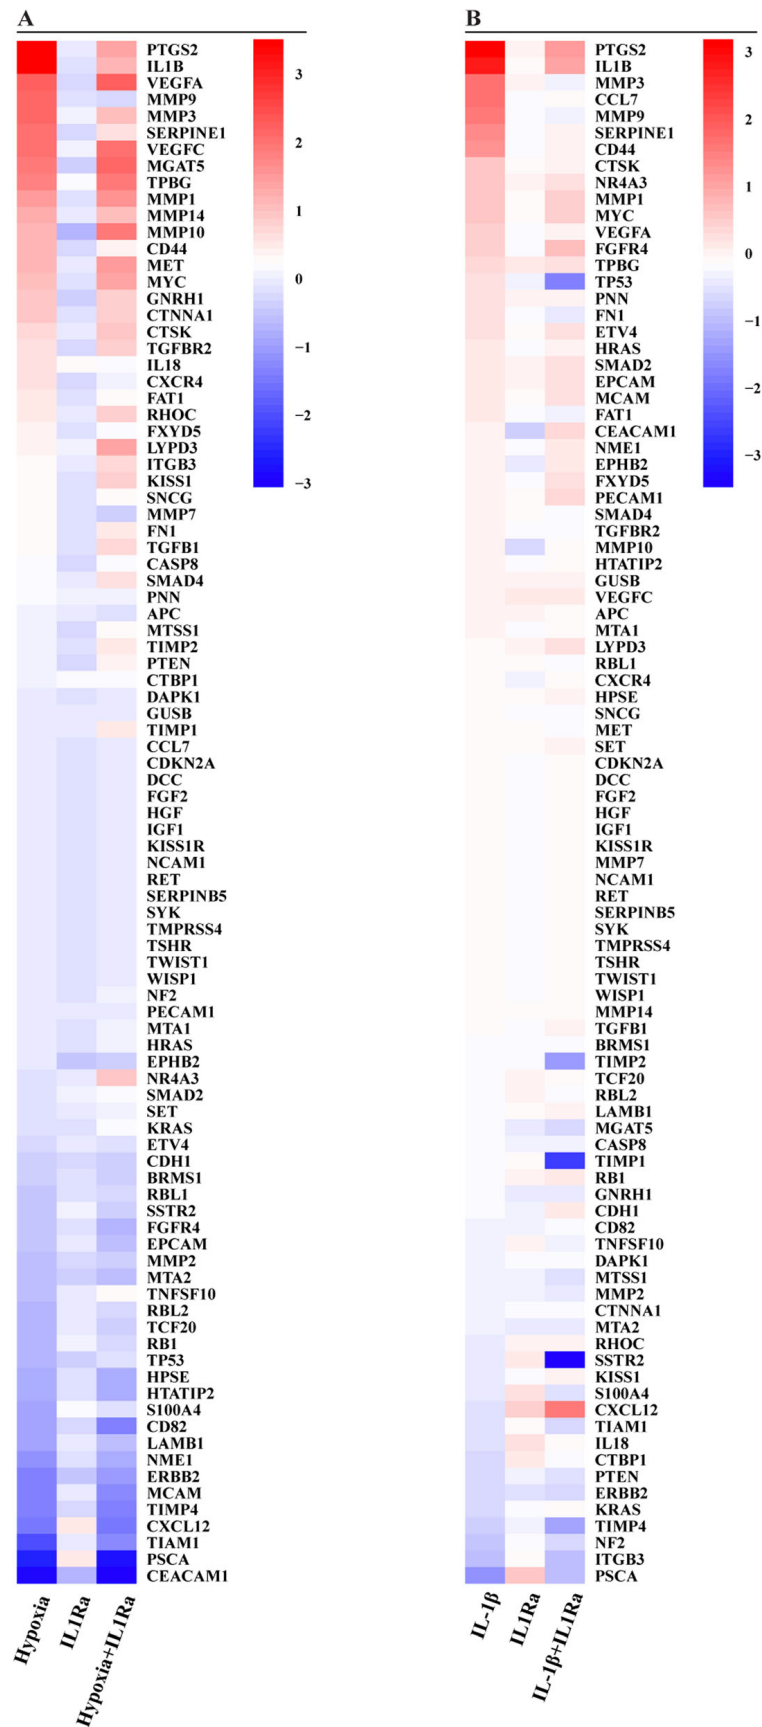 A
PTGS2
IL1B
VEGFA
MMP9
MMP3
SERPINE1
VEGFC
MGAT5
TPBG
MMP1
MMP14
MMP10
CD44
MET
MYC
GNRH1
CTNNA1
CTSK
TGFBR2
IL18
CXCR4
FAT1
RHOC
FXYD5
LYPD3
ITGB3
KISS1
SNCG
MMP7
FN1
TGFB1
CASP8
SMAD4
PNN
APC
MTSS1
TIMP2
PTEN
CTBP1
DAPK1
GUSB
TIMP1
CCL7
CDKN2A
DCC
FGF2
HGF
IGF1
KISS1R
NCAM1
RET
SERPINB5
SYK
TMPRSS4
TSHR
TWIST1
WISP1
NF2
PECAM1
MTA1
HRAS
EPHB2
NR4A3
SMAD2
SET
KRAS
ETV4
CDH1
BRMS1
RBL1
SSTR2
FGFR4
EPCAM
MMP2
MTA2
TNFSF10
RBL2
TCF20
RB1
TP53
HPSE
HTATIP2
S100A4
CD82
LAMB1
NME1
ERBB2
MCAM
TIMP4
CXCL12
TIAM1
PSCA
CEACAM1
3
2
1
0
−1
−2
−3
Hypoxia
IL1Ra
Hypoxia+IL1Ra
B
PTGS2
IL1B
MMP3
CCL7
MMP9
SERPINE1
CD44
CTSK
NR4A3
MMP1
MYC
VEGFA
FGFR4
TPBG
TP53
PNN
FN1
ETV4
HRAS
SMAD2
EPCAM
MCAM
FAT1
CEACAM1
NME1
EPHB2
FXYD5
PECAM1
SMAD4
TGFBR2
MMP10
HTATIP2
GUSB
VEGFC
APC
MTA1
LYPD3
RBL1
CXCR4
HPSE
SNCG
MET
SET
CDKN2A
DCC
FGF2
HGF
IGF1
KISS1R
MMP7
NCAM1
RET
SERPINB5
SYK
TMPRSS4
TSHR
TWIST1
WISP1
MMP14
TGFB1
BRMS1
TIMP2
TCF20
RBL2
LAMB1
MGAT5
CASP8
TIMP1
RB1
GNRH1
CDH1
CD82
TNFSF10
DAPK1
MTSS1
MMP2
CTNNA1
MTA2
RHOC
SSTR2
KISS1
S100A4
CXCL12
TIAM1
IL18
CTBP1
PTEN
ERBB2
KRAS
TIMP4
NF2
ITGB3
PSCA
3
2
1
0
−1
−2
−3
IL-1β
IL1Ra
IL-1β+IL1Ra